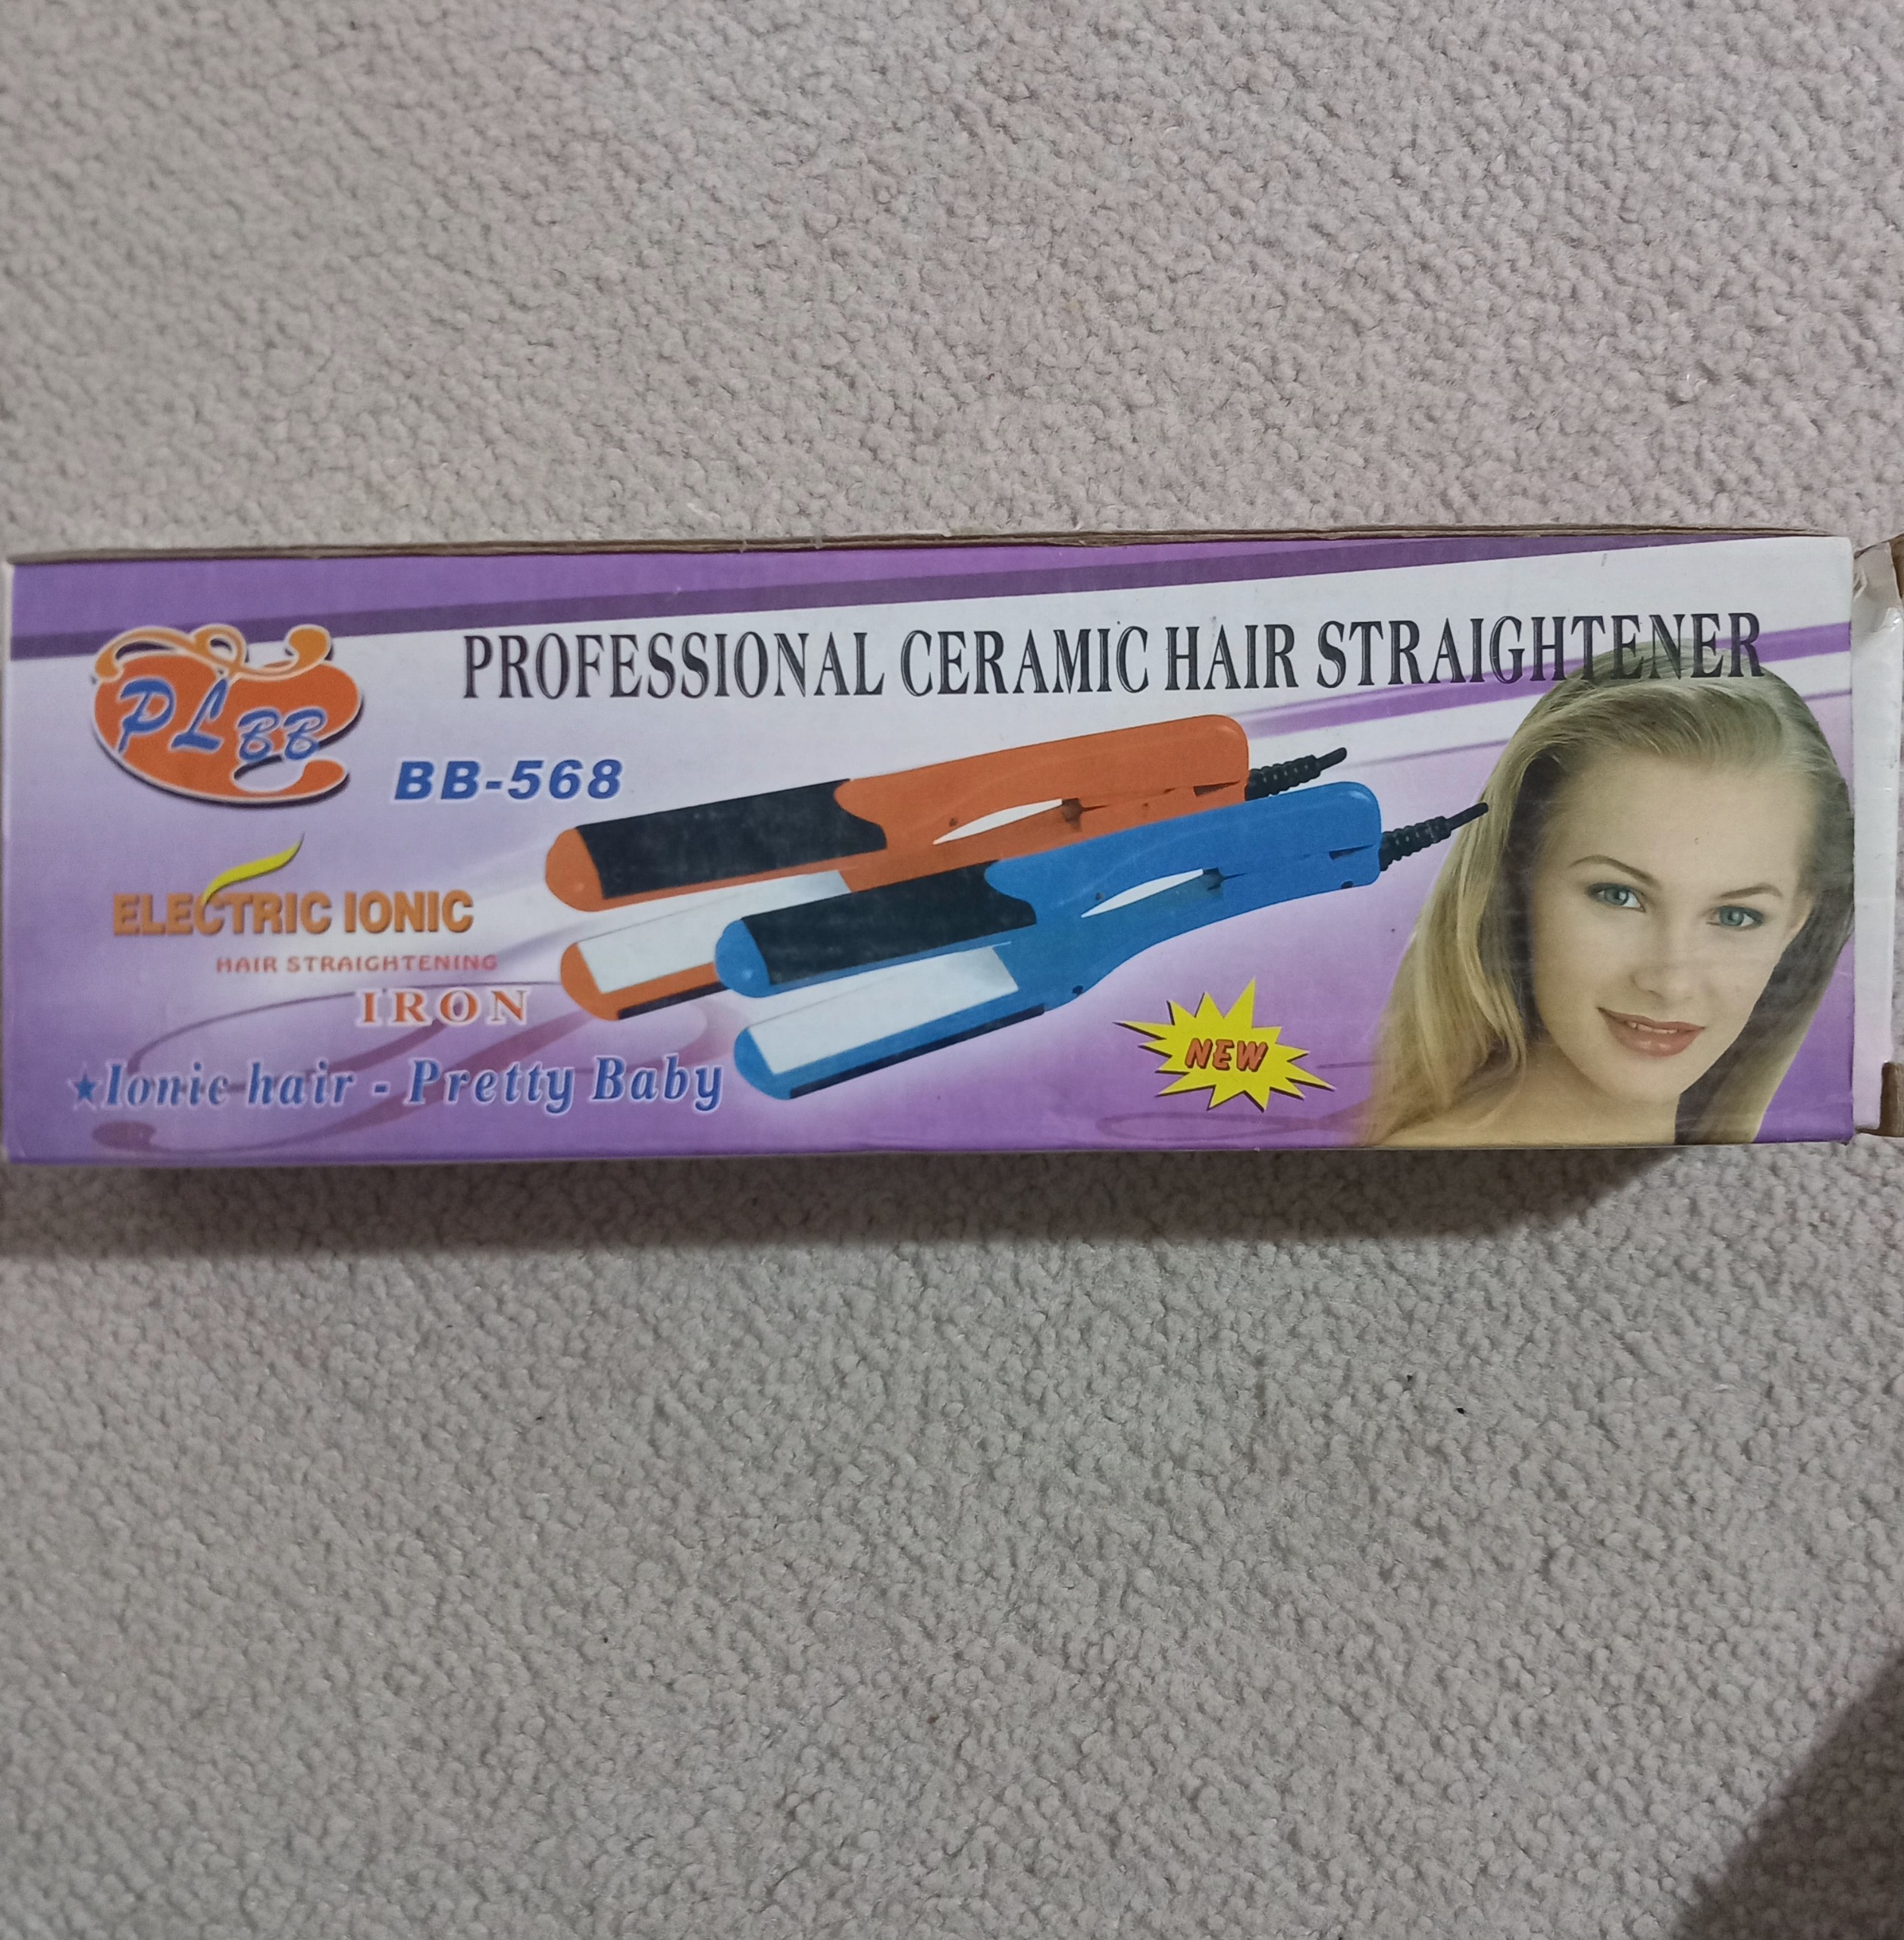 PROFESSIONAL CERAMIC HAIR STRAIGHTENER
PLBB
BB-568
ELECTRIC IONIC
HAIR STRAIGHTENING
IRON
★Ionic hair - Pretty Baby
NEW